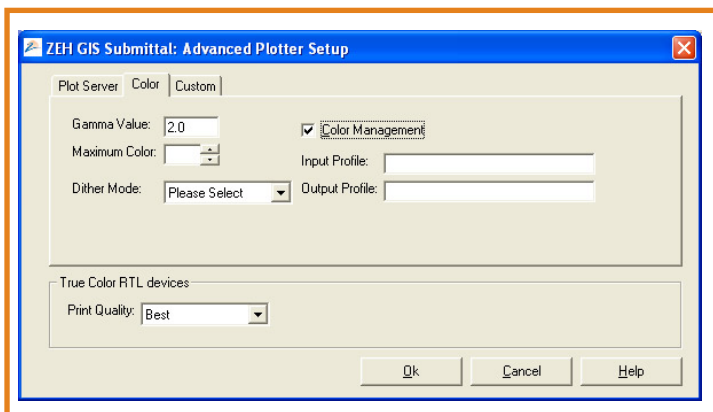 ZEH GIS Submittal: Advanced Plotter Setup
Plot Server Color Custom
Gamma Value: 2.0
Color Management
Maximum Color:
Input Profile:
Dither Mode: Please Select
Output Profile:
True Color RTL devices
Print Quality: Best
Ok Cancel Help